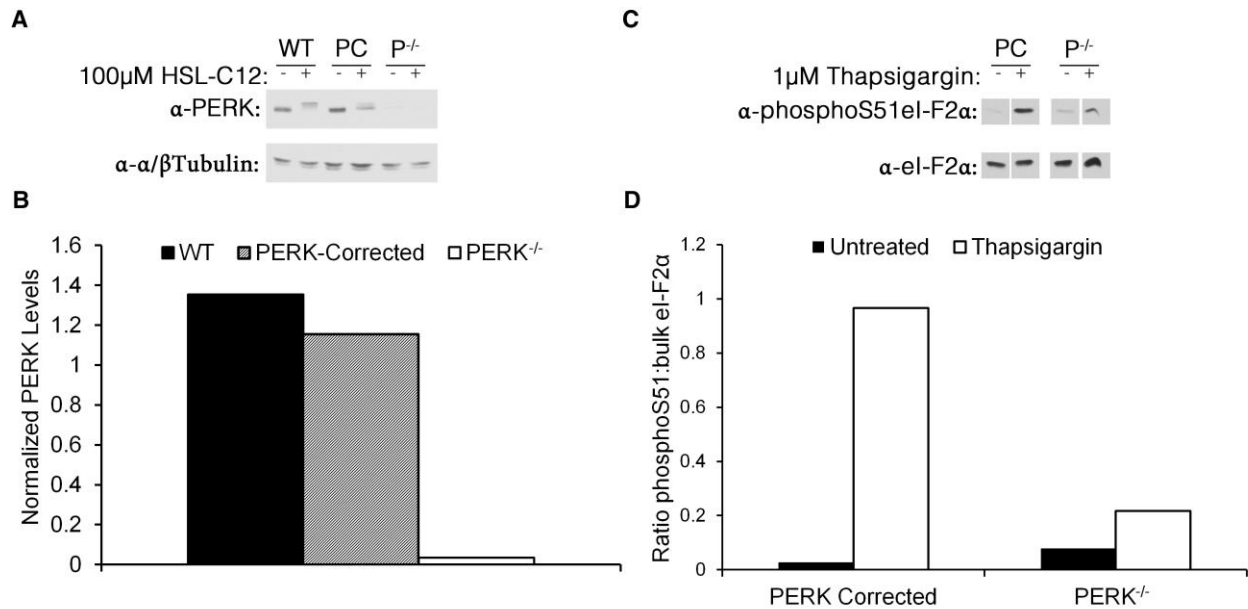 A
WT PC P-/-
100µM HSL-C12: - + - + - +
α-PERK:
α-α/βTubulin:
B
WT PERK-Corrected PERK-/-
Normalized PERK Levels
1.6
1.4
1.2
1
0.8
0.6
0.4
0.2
0
C
PC P-/-
1µM Thapsigargin: - + - +
α-phosphoS51eI-F2α:
α-eI-F2α:
D
Untreated Thapsigargin
Ratio phosphoS51:bulk eI-F2α
1.2
1
0.8
0.6
0.4
0.2
0
PERK Corrected PERK-/-